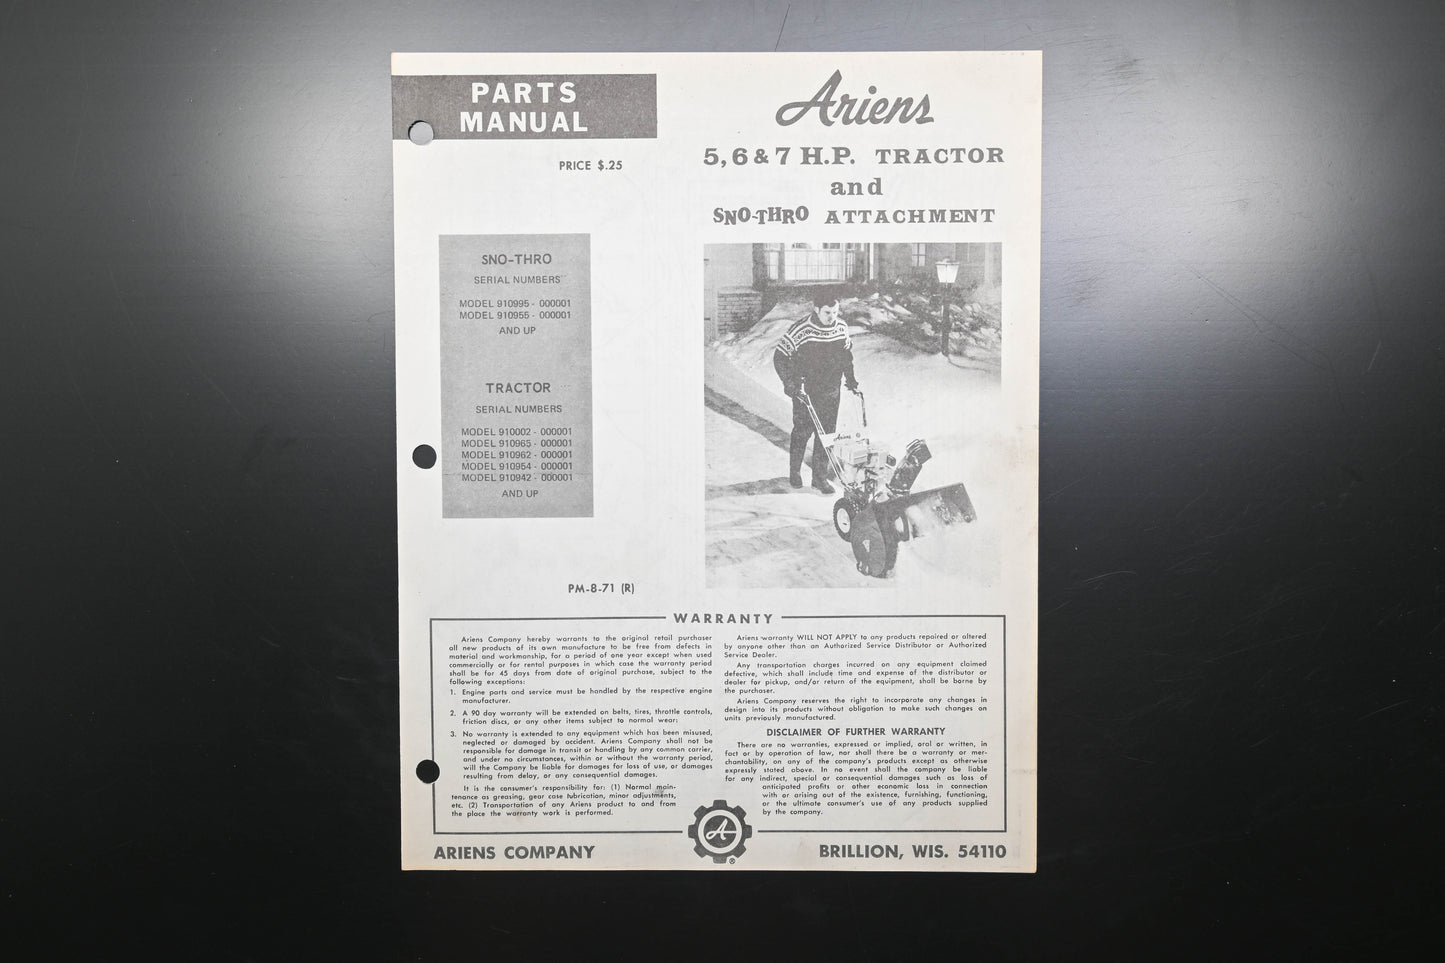 PARTS
MANUAL
PRICE $.25
Ariens
5, 6 & 7 H.P. TRACTOR
and
SNO-THRO ATTACHMENT
SNO-THRO
SERIAL NUMBERS
MODEL 910995 - 000001
MODEL 910955 - 000001
AND UP
TRACTOR
SERIAL NUMBERS
MODEL 910002 - 000001
MODEL 910965 - 000001
MODEL 910962 - 000001
MODEL 910954 - 000001
MODEL 910942 - 000001
AND UP
Ariens
PM-8-71 (R)
WARRANTY
Ariens Company hereby warrants to the original retail purchaser
all new products of its own manufacture to be free from defects in
material and workmanship, for a period of one year except when used
commercially or for rental purposes in which case the warranty period
shall be for 45 days from date of original purchase, subject to the
following exceptions:
1. Engine parts and service must be handled by the respective engine
manufacturer.
2. A 90 day warranty will be extended on belts, tires, throttle controls,
friction discs, or any other items subject to normal wear:
3. No warranty is extended to any equipment which has been misused,
neglected or damaged by accident. Ariens Company shall not be
responsible for damage in transit or handling by any common carrier,
and under no circumstances, within or without the warranty period,
will the Company be liable for damages for loss of use, or damages
resulting from delay, or any consequential damages.
It is the consumer's responsibility for: (1) Normal main-
tenance as greasing, gear case lubrication, minor adjustments,
etc. (2) Transportation of any Ariens product to and from
the place the warranty work is performed.
Ariens warranty WILL NOT APPLY to any products repaired or altered
by anyone other than an Authorized Service Distributor or Authorized
Service Dealer.
Any transportation charges incurred on any equipment claimed
defective, which shall include time and expense of the distributor or
dealer for pickup, and/or return of the equipment, shall be borne by
the purchaser.
Ariens Company reserves the right to incorporate any changes in
design into its products without obligation to make such changes on
units previously manufactured.
DISCLAIMER OF FURTHER WARRANTY
There are no warranties, expressed or implied, oral or written, in
fact or by operation of law, nor shall there be a warranty or mer-
chantability, on any of the company's products except as otherwise
expressly stated above. In no event shall the company be liable
for any indirect, special or consequential damages such as loss of
anticipated profits or other economic loss in connection
with or arising out of the existence, furnishing, functioning,
or the ultimate consumer's use of any products supplied
by the company.
A
®
ARIENS COMPANY
BRILLION, WIS. 54110